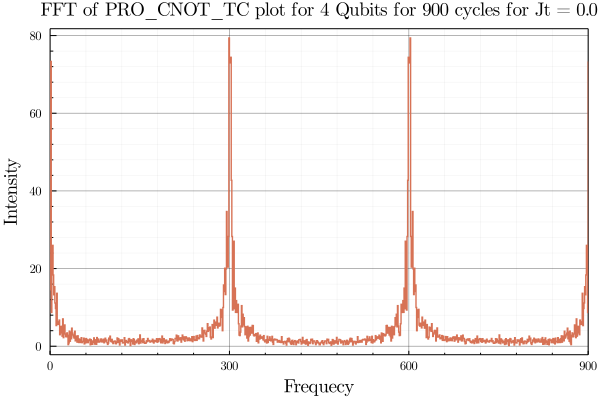 FFT of PRO_CNOT_TC plot for 4 Qubits for 900 cycles for Jt = 0.0
80
60
40
20
0
Intensity
0 300 600 900
Frequecy